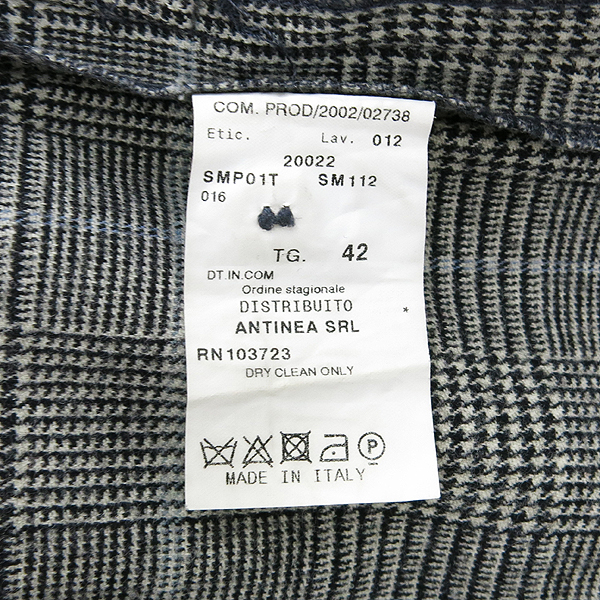 COM. PROD/2002/02738
Etic. Lav. 012
20022
SMP01T SM112
016
TG. 42
DT.IN.COM
Ordine stagionale
DISTRIBUITO *
ANTINEA SRL
RN103723
DRY CLEAN ONLY
P
MADE IN ITALY